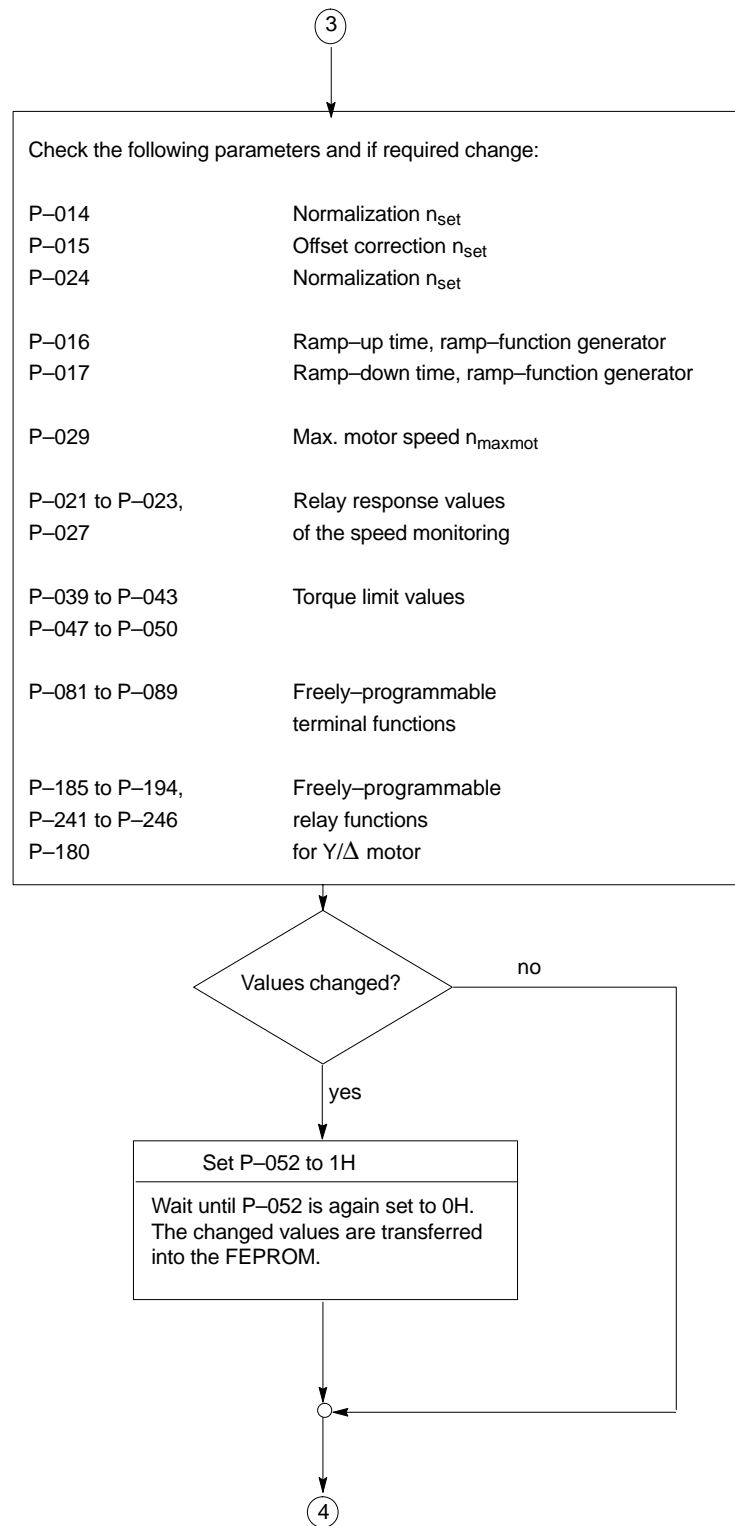 3
Check the following parameters and if required change:
P–014 Normalization nset
P–015 Offset correction nset
P–024 Normalization nset
P–016 Ramp–up time, ramp–function generator
P–017 Ramp–down time, ramp–function generator
P–029 Max. motor speed nmaxmot
P–021 to P–023, Relay response values
P–027 of the speed monitoring
P–039 to P–043 Torque limit values
P–047 to P–050
P–081 to P–089 Freely–programmable
terminal functions
P–185 to P–194, Freely–programmable
P–241 to P–246 relay functions
P–180 for Y/Δ motor
Values changed?
no
yes
Set P–052 to 1H
Wait until P–052 is again set to 0H.
The changed values are transferred
into the FEPROM.
4